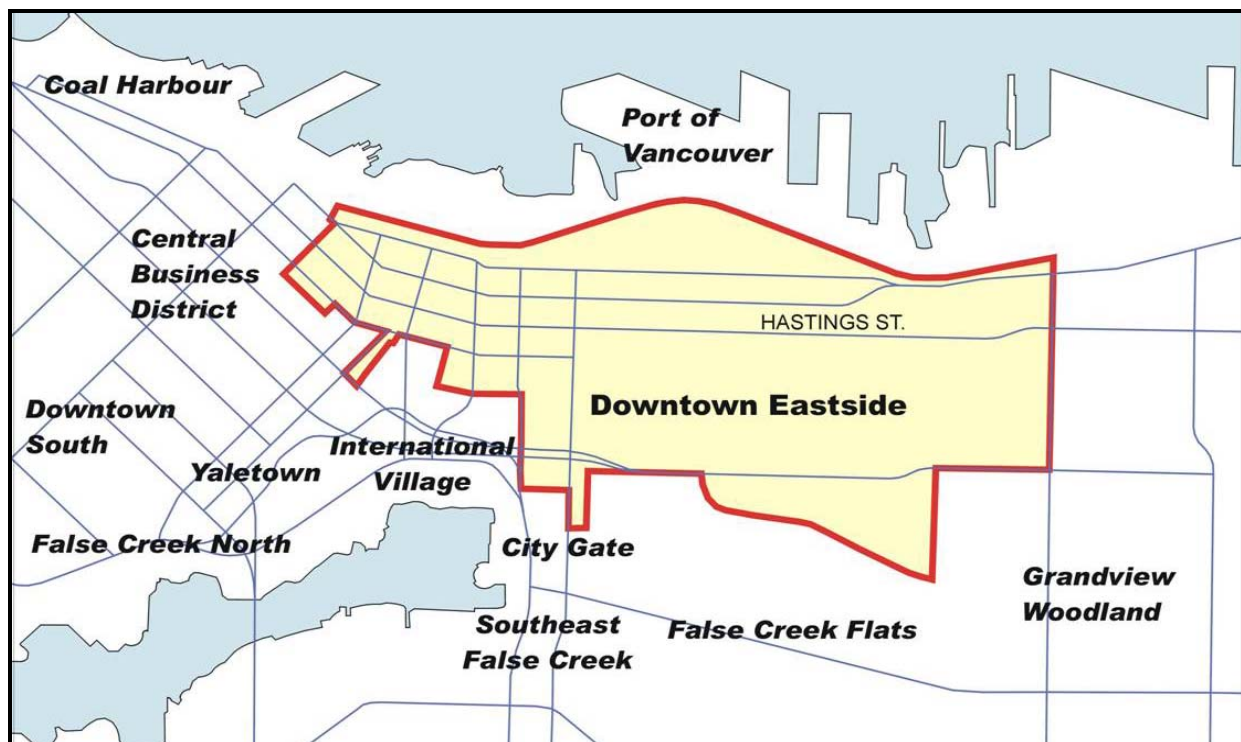 Coal Harbour
Port of
Vancouver
Central
Business
District
HASTINGS ST.
Downtown Eastside
Downtown
South
International
Village
Yaletown
False Creek North
City Gate
Grandview
Woodland
Southeast
False Creek
False Creek Flats